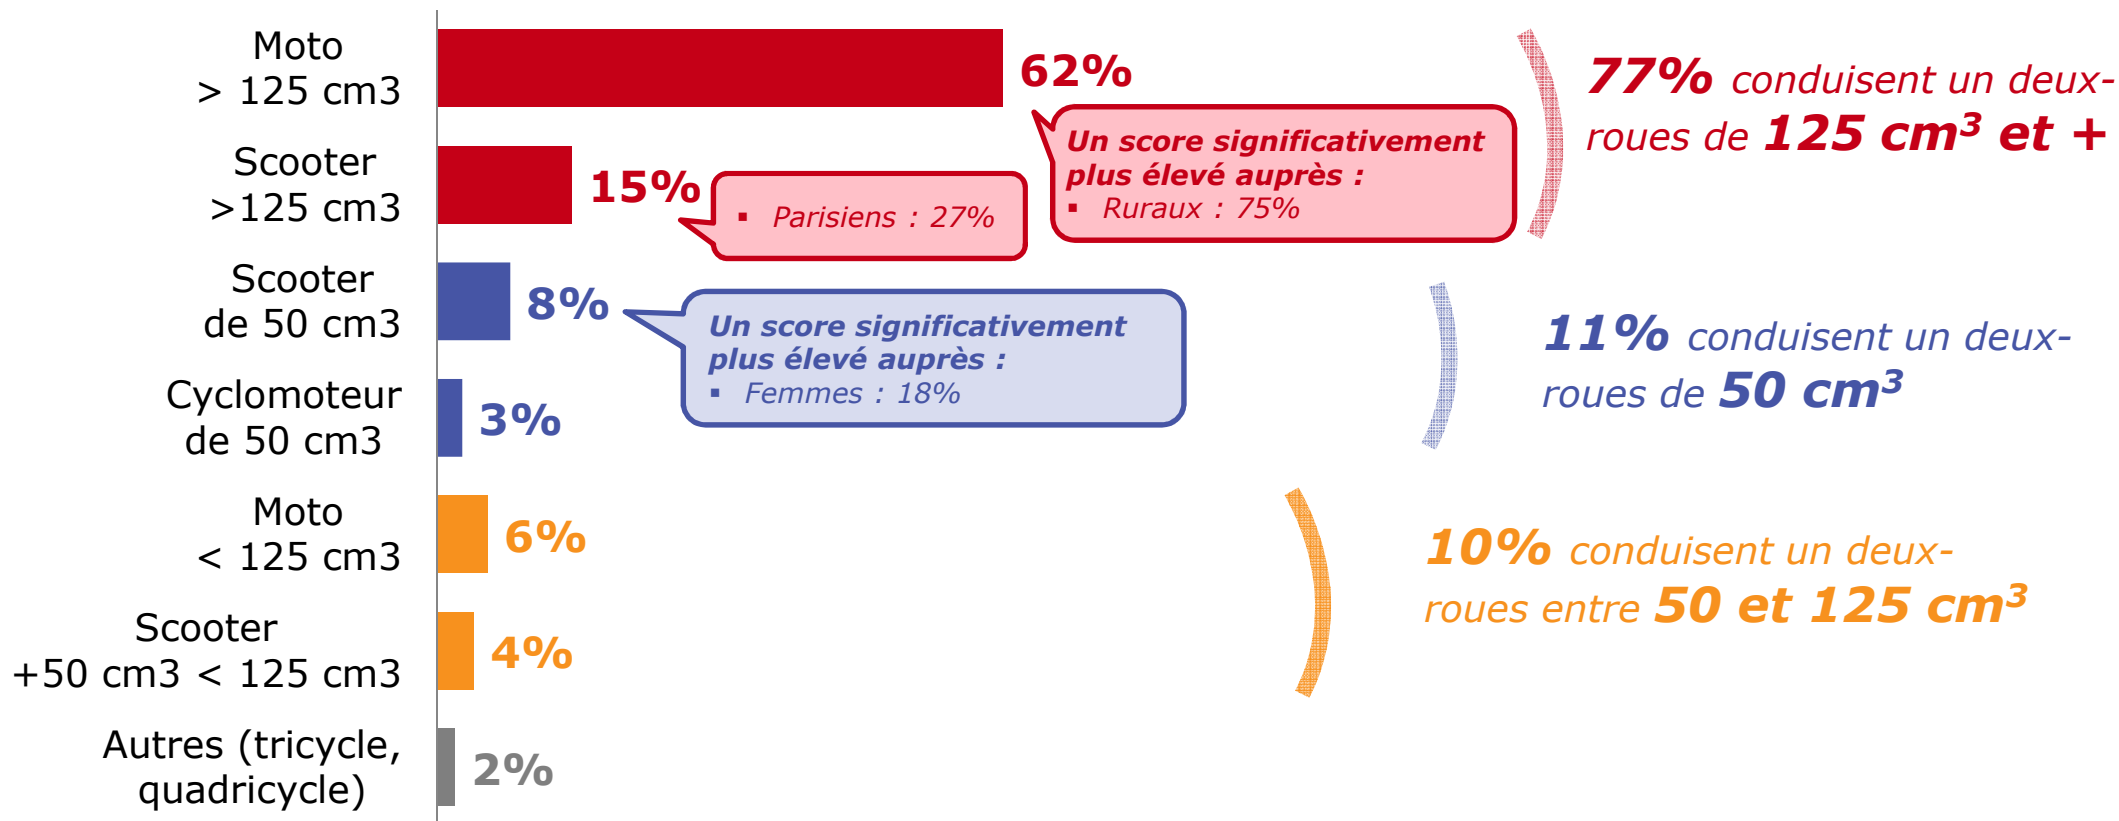 Moto
> 125 cm3
62%
Un score significativement
plus élevé auprès :
▪ Ruraux : 75%
77% conduisent un deux-
roues de 125 cm³ et +
Scooter
>125 cm3
15%
▪ Parisiens : 27%
Scooter
de 50 cm3
8%
Un score significativement
plus élevé auprès :
▪ Femmes : 18%
11% conduisent un deux-
roues de 50 cm³
Cyclomoteur
de 50 cm3
3%
Moto
< 125 cm3
6%
10% conduisent un deux-
roues entre 50 et 125 cm³
Scooter
+50 cm3 < 125 cm3
4%
Autres (tricycle,
quadricycle)
2%